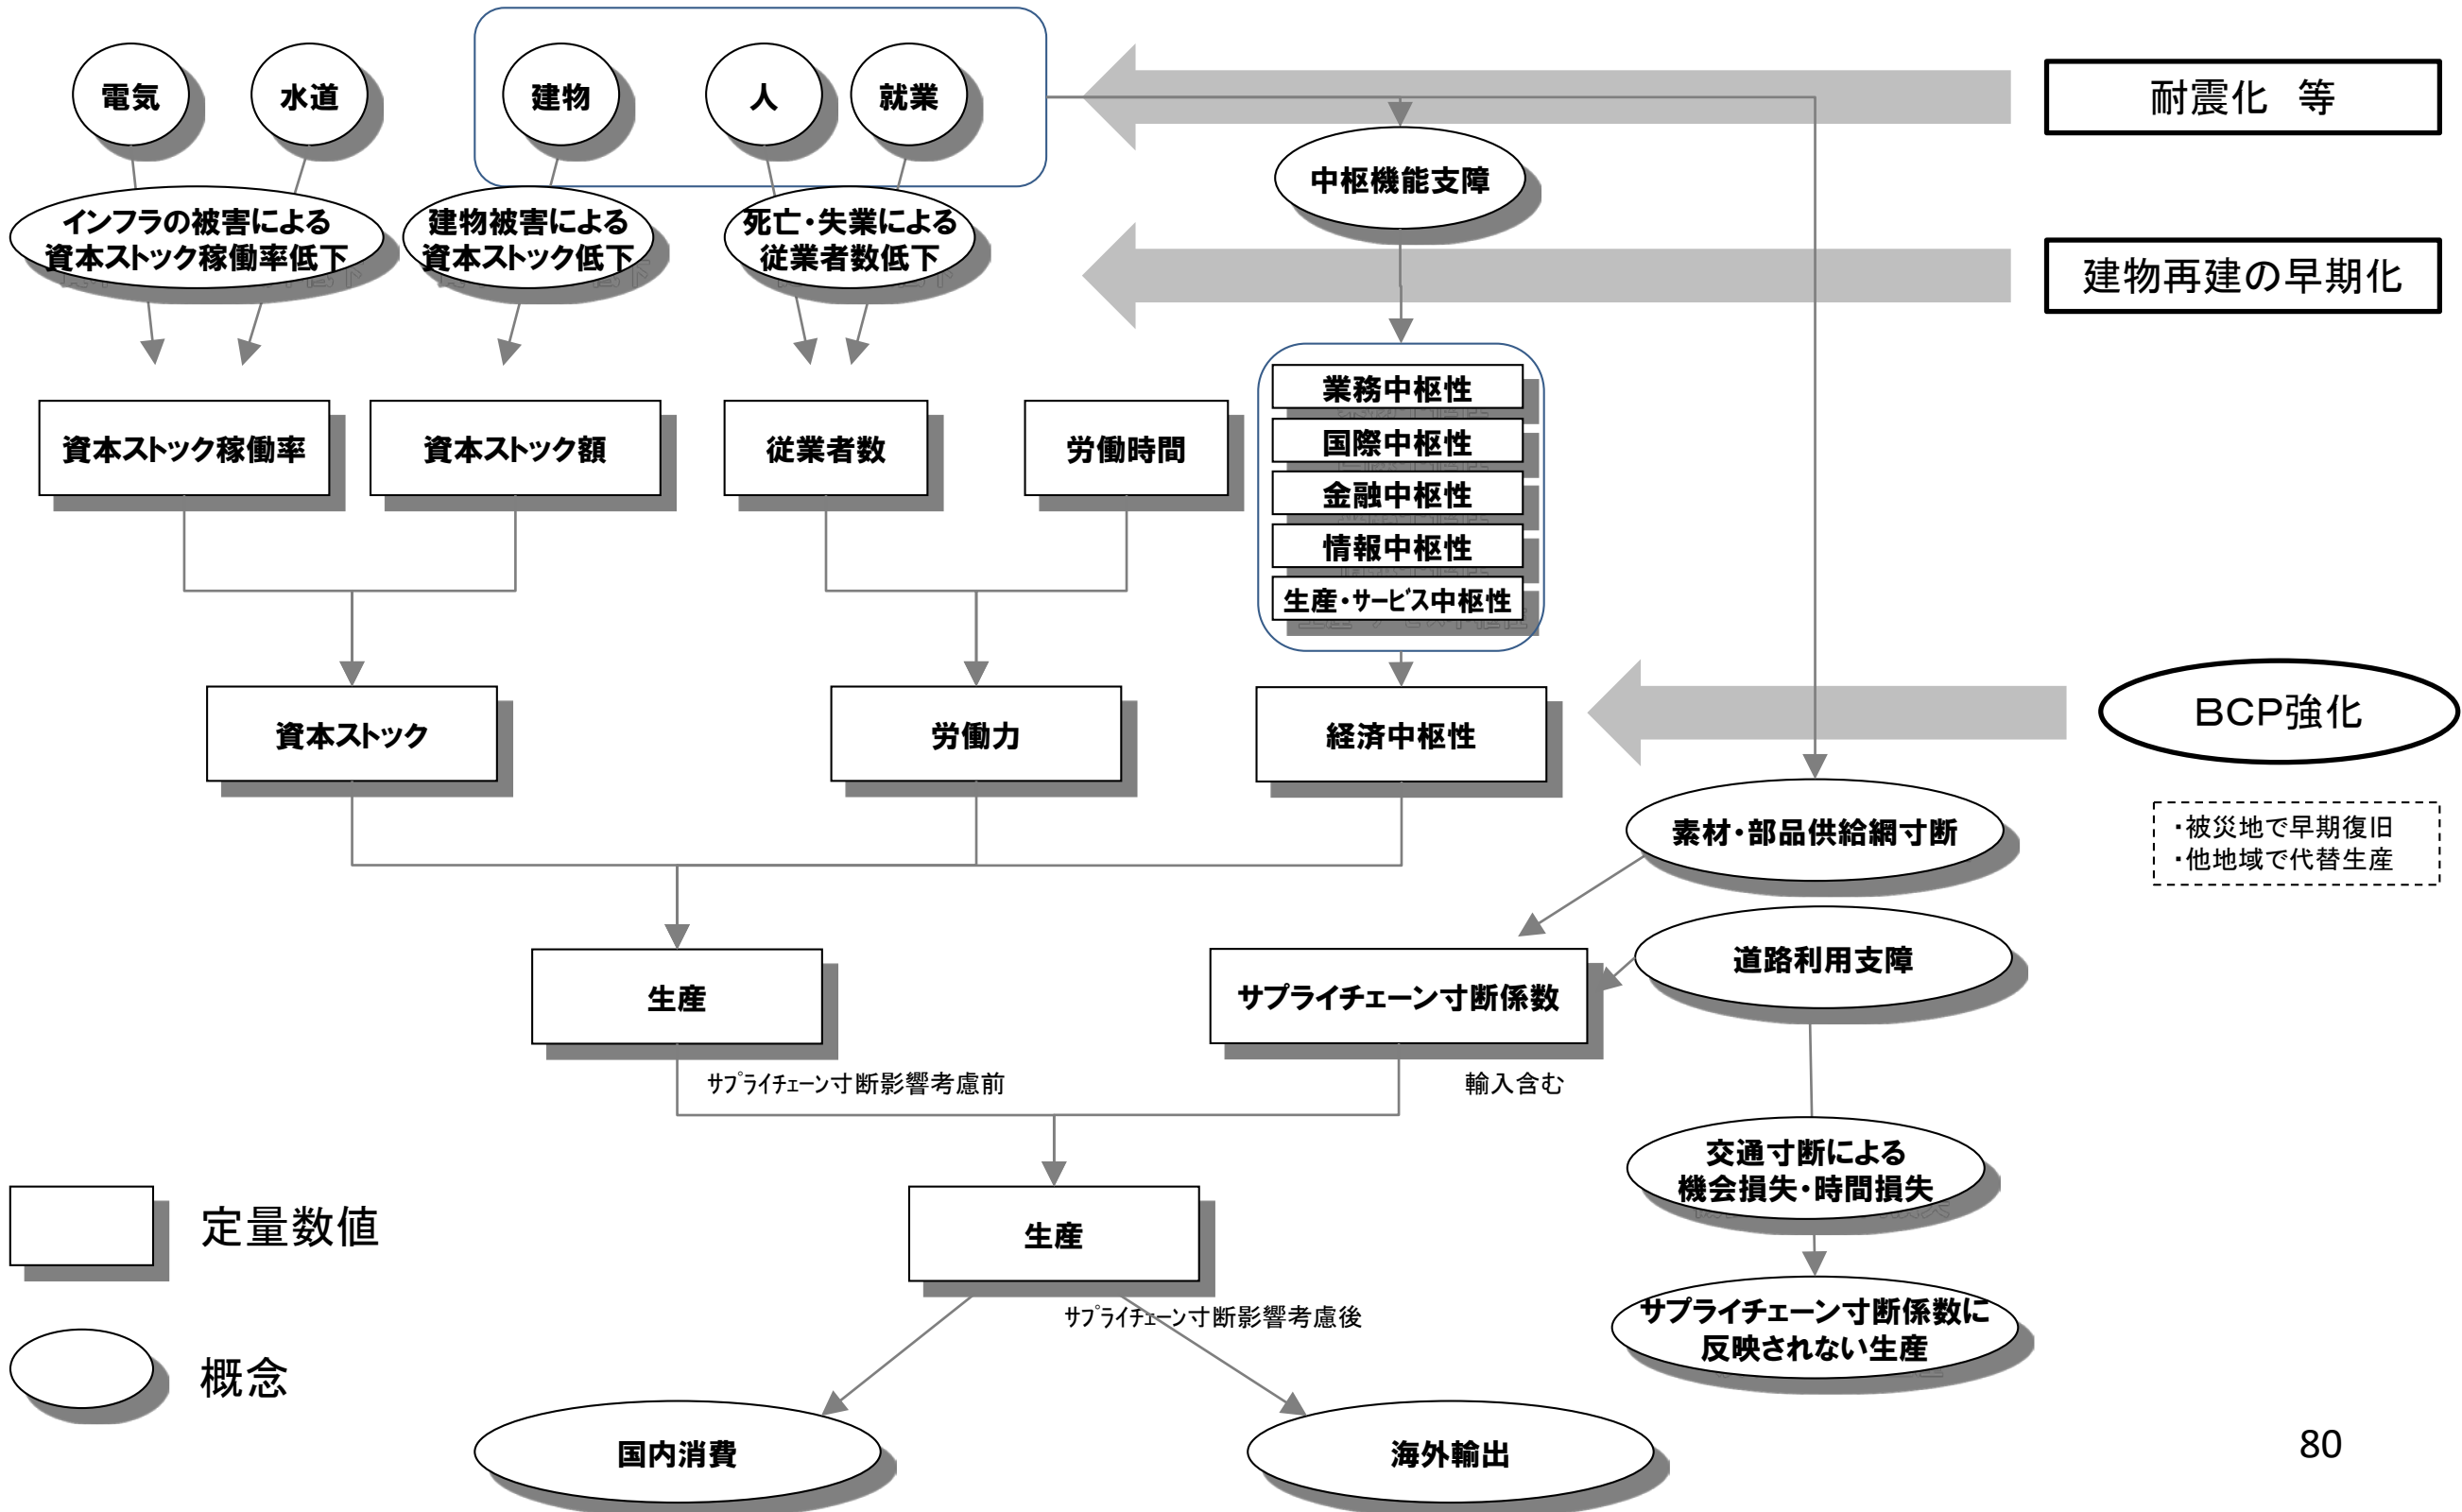 電気
水道
建物
人
就業
耐震化　等
中枢機能支障
インフラの被害による
資本ストック稼働率低下
建物被害による
資本ストック低下
死亡・失業による
従業者数低下
建物再建の早期化
資本ストック稼働率
資本ストック額
従業者数
労働時間
業務中枢性
国際中枢性
金融中枢性
情報中枢性
生産・サービス中枢性
資本ストック
労働力
経済中枢性
BCP強化
素材・部品供給網寸断
・被災地で早期復旧
・他地域で代替生産
道路利用支障
生産
サプライチェーン寸断係数
サプライチェーン寸断影響考慮前
輸入含む
交通寸断による
機会損失・時間損失
定量数値
生産
サプライチェーン寸断影響考慮後
サプライチェーン寸断係数に
反映されない生産
概念
国内消費
海外輸出
80